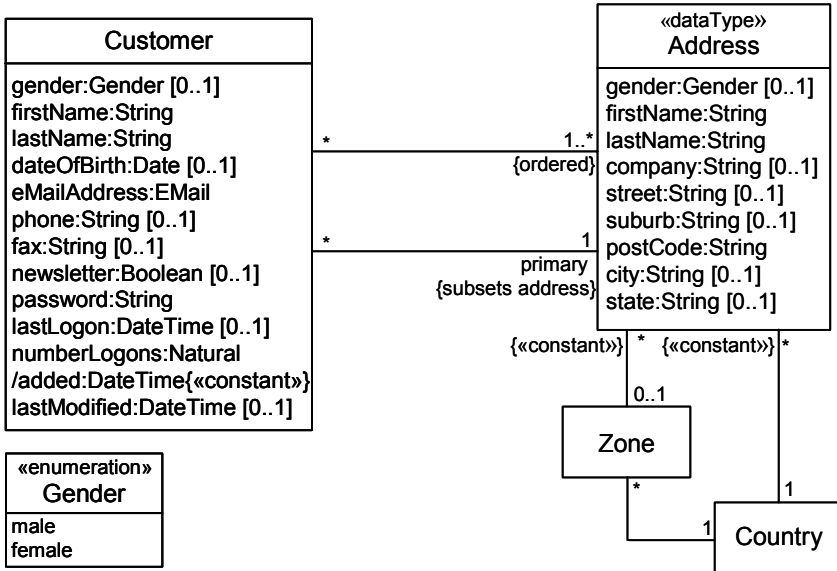 Customer
gender:Gender [0..1]
firstName:String
lastName:String
dateOfBirth:Date [0..1]
eMailAddress:EMail
phone:String [0..1]
fax:String [0..1]
newsletter:Boolean [0..1]
password:String
lastLogon:DateTime [0..1]
numberLogons:Natural
/added:DateTime{«constant»}
lastModified:DateTime [0..1]
* 1..*
{ordered}
* 1
primary
{subsets address}
«dataType»
Address
gender:Gender [0..1]
firstName:String
lastName:String
company:String [0..1]
street:String [0..1]
suburb:String [0..1]
postCode:String
city:String [0..1]
state:String [0..1]
{«constant»} * {«constant»} *
0..1
Zone
*
1
1
Country
«enumeration»
Gender
male
female